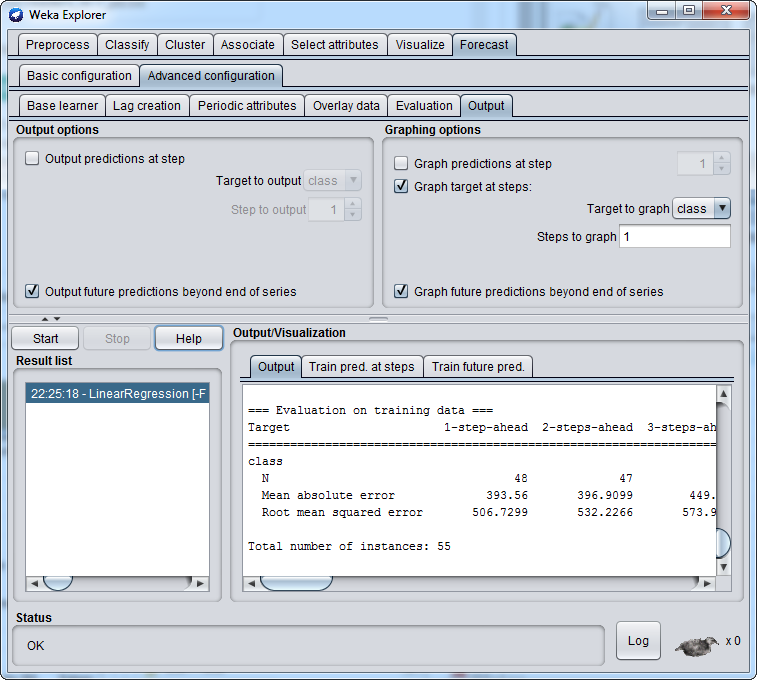 Weka Explorer
Preprocess Classify Cluster Associate Select attributes Visualize Forecast
Basic configuration Advanced configuration
Base learner Lag creation Periodic attributes Overlay data Evaluation Output
Output options
Output predictions at step
Target to output class
Step to output 1
Output future predictions beyond end of series
Graphing options
Graph predictions at step 1
Graph target at steps:
Target to graph class
Steps to graph 1
Graph future predictions beyond end of series
Start Stop Help
Result list
22:25:18 - LinearRegression [-F
Output/Visualization
Output Train pred. at steps Train future pred.
=== Evaluation on training data ===
Target 1-step-ahead 2-steps-ahead 3-steps-ah
==================================================================
class
N 48 47
Mean absolute error 393.56 396.9099 449.
Root mean squared error 506.7299 532.2266 573.9
Total number of instances: 55
Status
OK
Log
x 0